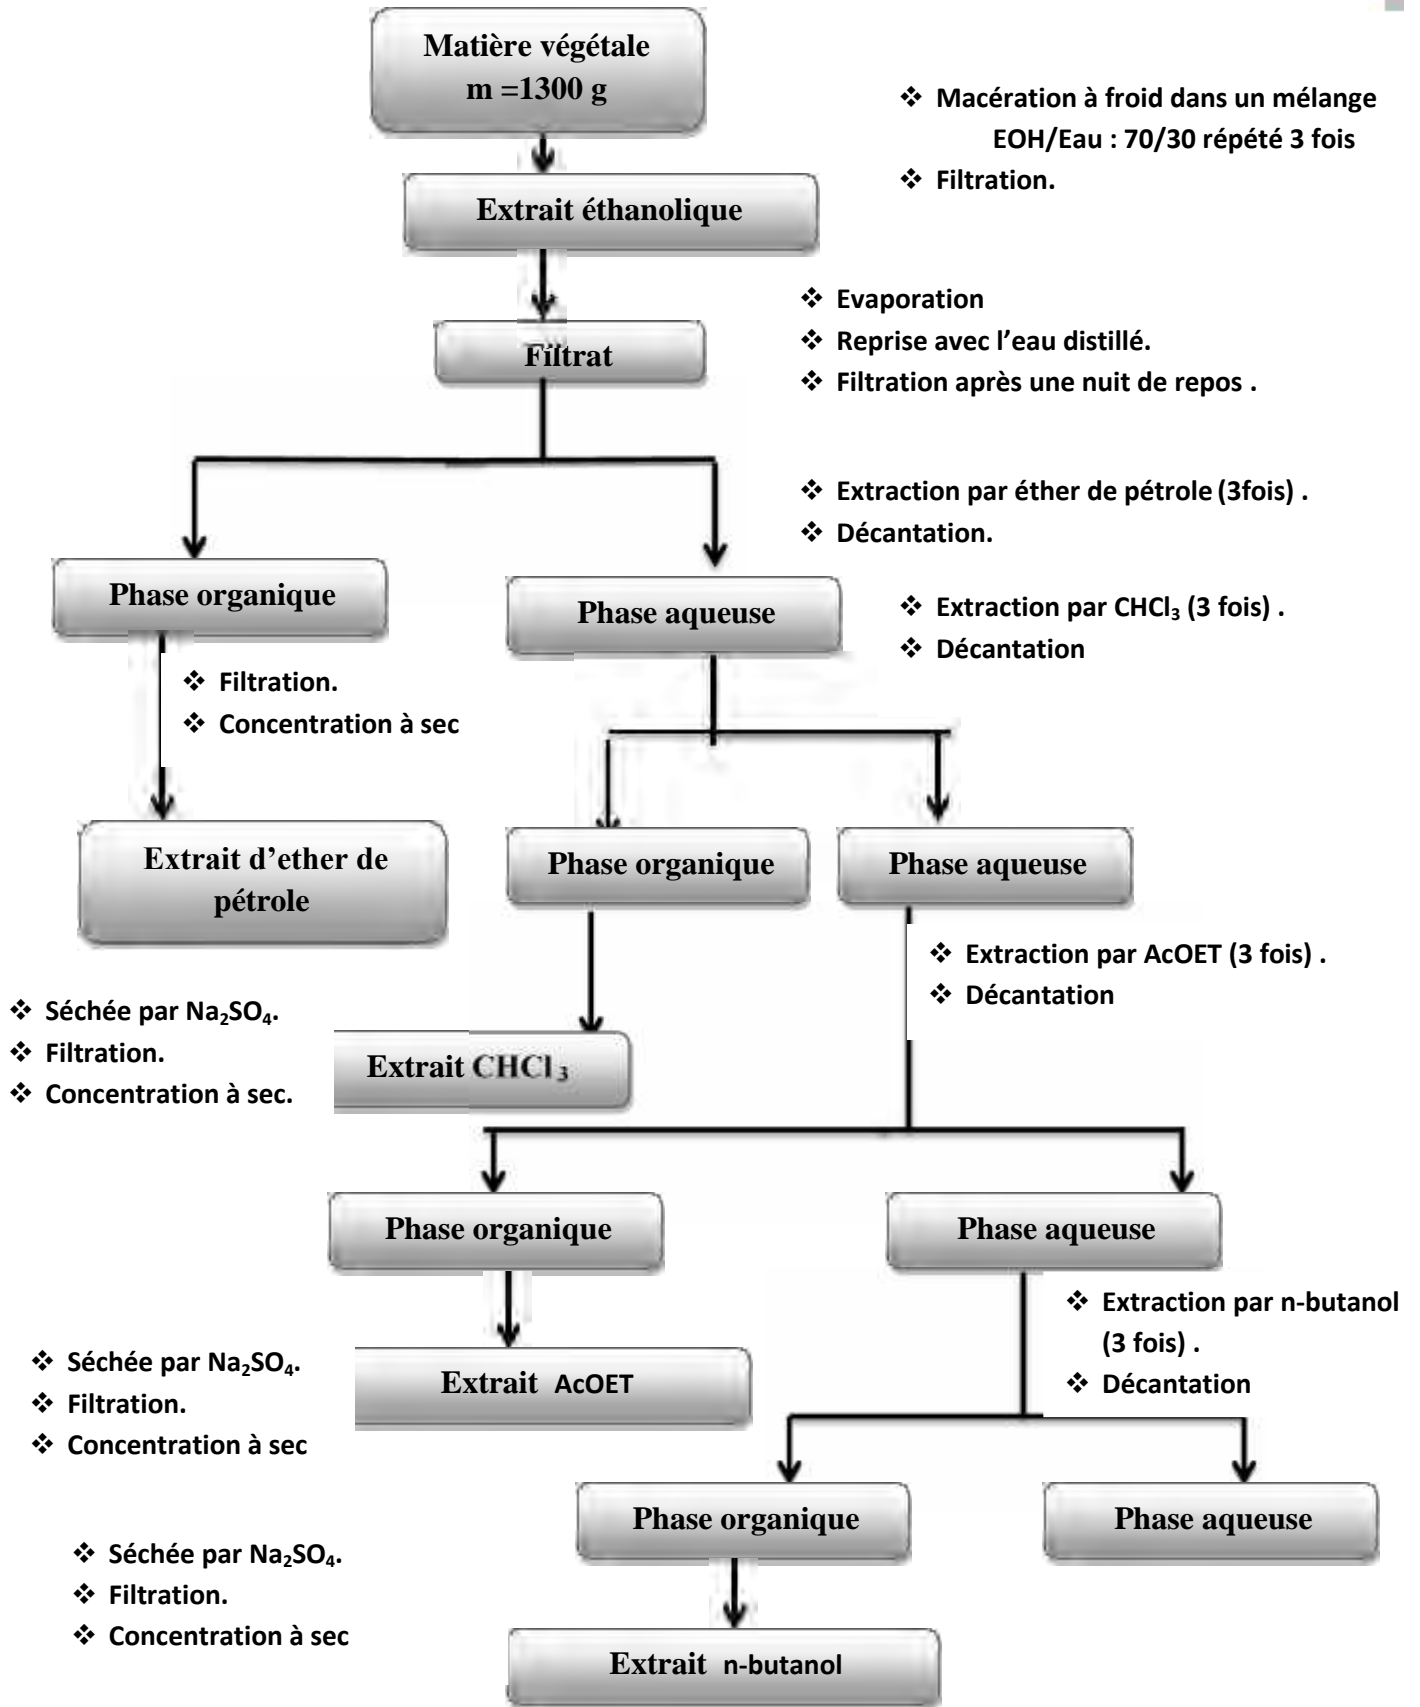 Matière végétale
m =1300 g
❖ Macération à froid dans un mélange
EOH/Eau : 70/30 répété 3 fois
❖ Filtration.
Extrait éthanolique
❖ Evaporation
❖ Reprise avec l’eau distillé.
❖ Filtration après une nuit de repos .
Filtrat
❖ Extraction par éther de pétrole (3fois) .
❖ Décantation.
Phase organique
Phase aqueuse
❖ Extraction par CHCl₃ (3 fois) .
❖ Décantation
❖ Filtration.
❖ Concentration à sec
Extrait d’ether de
pétrole
Phase organique
Phase aqueuse
❖ Extraction par AcOET (3 fois) .
❖ Décantation
❖ Séchée par Na₂SO₄.
❖ Filtration.
❖ Concentration à sec.
Extrait CHCl ₃
Phase organique
Phase aqueuse
❖ Extraction par n-butanol
(3 fois) .
❖ Décantation
❖ Séchée par Na₂SO₄.
❖ Filtration.
❖ Concentration à sec
Extrait AcOET
Phase organique
Phase aqueuse
❖ Séchée par Na₂SO₄.
❖ Filtration.
❖ Concentration à sec
Extrait n-butanol